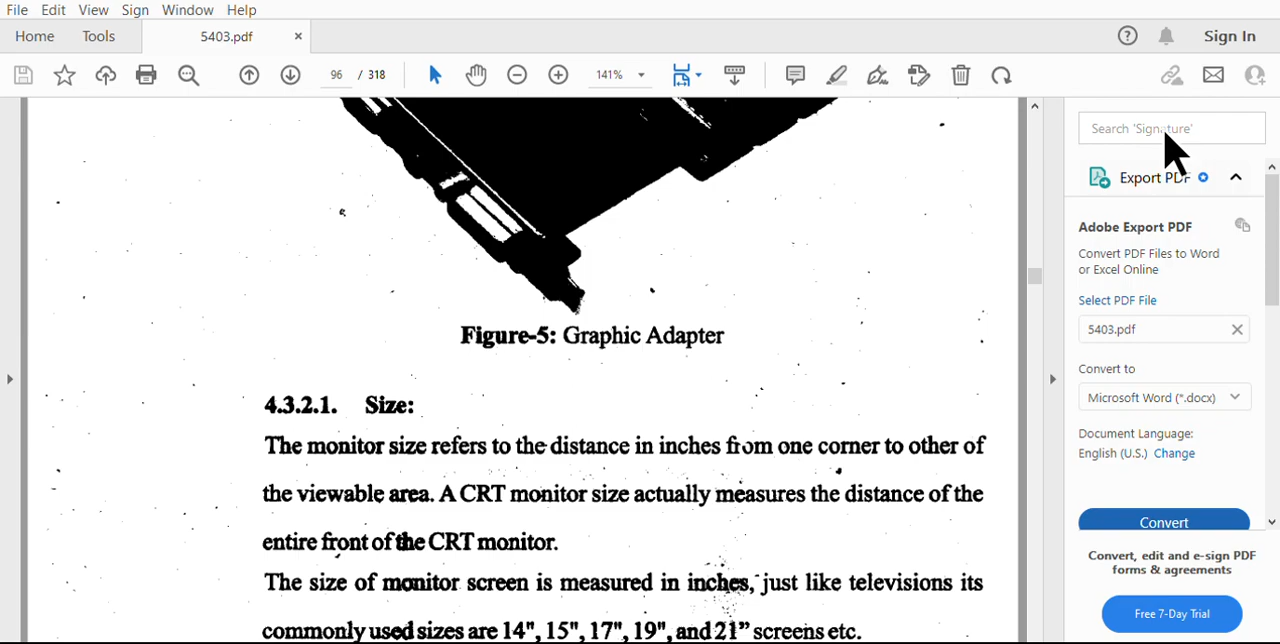 File Edit View Sign Window Help
Home Tools 5403.pdf × ? Sign In
96 / 318 141%
Search 'Signature'
Export PDF
Adobe Export PDF
Convert PDF Files to Word
or Excel Online
Select PDF File
5403.pdf
Convert to
Microsoft Word (*.docx)
Document Language:
English (U.S.) Change
Convert
Convert, edit and e-sign PDF
forms & agreements
Free 7-Day Trial
Figure-5: Graphic Adapter
4.3.2.1. Size:
The monitor size refers to the distance in inches from one corner to other of
the viewable area. A CRT monitor size actually measures the distance of the
entire front of the CRT monitor.
The size of monitor screen is measured in inches, just like televisions its
commonly used sizes are 14", 15", 17", 19", and 21" screens etc.